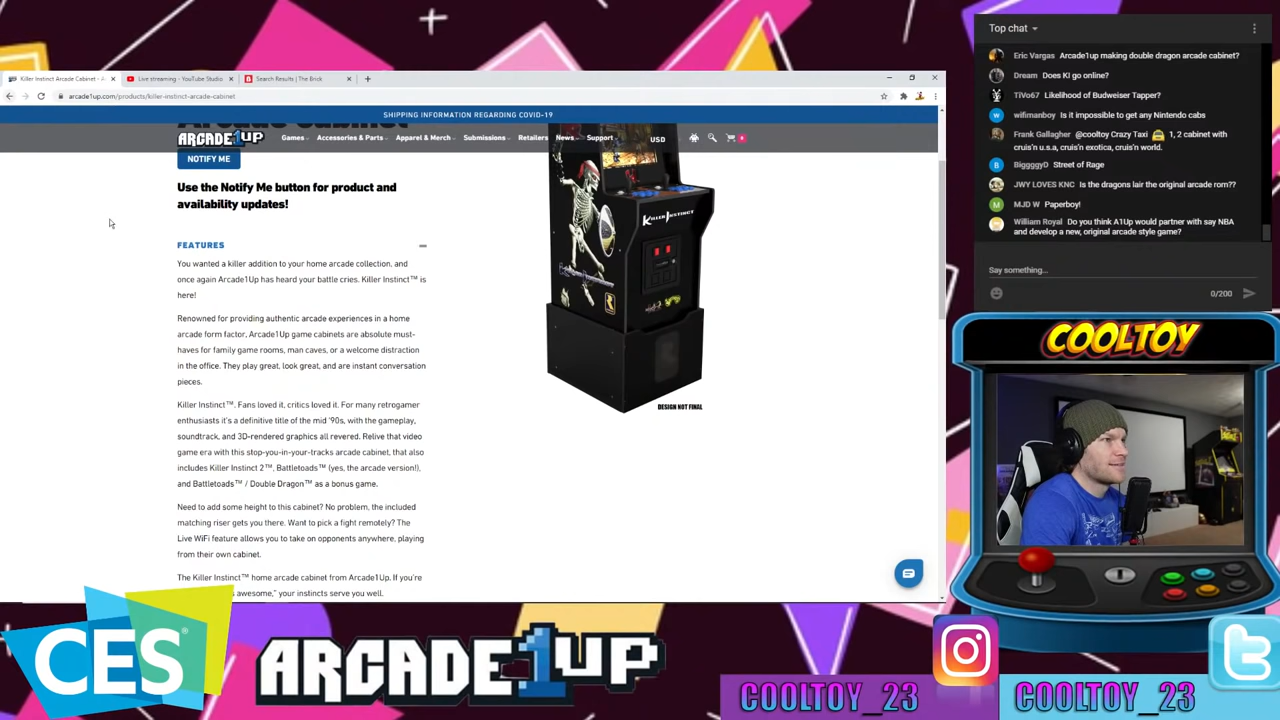 Killer Instinct Arcade Cabinet - A
Live streaming - YouTube Studio
Search Results | The Brick
arcade1up.com/products/killer-instinct-arcade-cabinet
SHIPPING INFORMATION REGARDING COVID-19
Arcade Cabinet
ARCADE1UP
Games
Accessories & Parts
Apparel & Merch
Submissions
Retailers
News
Support
USD
0
NOTIFY ME
Use the Notify Me button for product and
availability updates!
FEATURES
You wanted a killer addition to your home arcade collection, and
once again Arcade1Up has heard your battle cries. Killer Instinct™ is
here!
Renowned for providing authentic arcade experiences in a home
arcade form factor, Arcade1Up game cabinets are absolute must-
haves for family game rooms, man caves, or a welcome distraction
in the office. They play great, look great, and are instant conversation
pieces.
Killer Instinct™. Fans loved it, critics loved it. For many retrogamer
enthusiasts it's a definitive title of the mid '90s, with the gameplay,
soundtrack, and 3D-rendered graphics all revered. Relive that video
game era with this stop-you-in-your-tracks arcade cabinet, that also
includes Killer Instinct 2™, Battletoads™ (yes, the arcade version!),
and Battletoads™ / Double Dragon™ as a bonus game.
Need to add some height to this cabinet? No problem, the included
matching riser gets you there. Want to pick a fight remotely? The
Live WiFi feature allows you to take on opponents anywhere, playing
from their own cabinet.
The Killer Instinct™ home arcade cabinet from Arcade1Up. If you're
awesome," your instincts serve you well.
KILLER INSTINCT
DESIGN NOT FINAL
Top chat
Eric Vargas Arcade1up making double dragon arcade cabinet?
Dream Does KI go online?
TiVo67 Likelihood of Budweiser Tapper?
w
wifimanboy Is it impossible to get any Nintendo cabs
Frank Gallagher @cooltoy Crazy Taxi 1, 2 cabinet with
cruis'n u.s.a, cruis'n exotica, cruis'n world.
B
BiggggyD Street of Rage
JWY LOVES KNC Is the dragons lair the original arcade rom??
M
MJD W Paperboy!
William Royal Do you think A1Up would partner with say NBA
and develop a new, original arcade style game?
Say something...
0/200
COOLTOY
CES®
ARCADE1UP
COOLTOY_23
COOLTOY_23